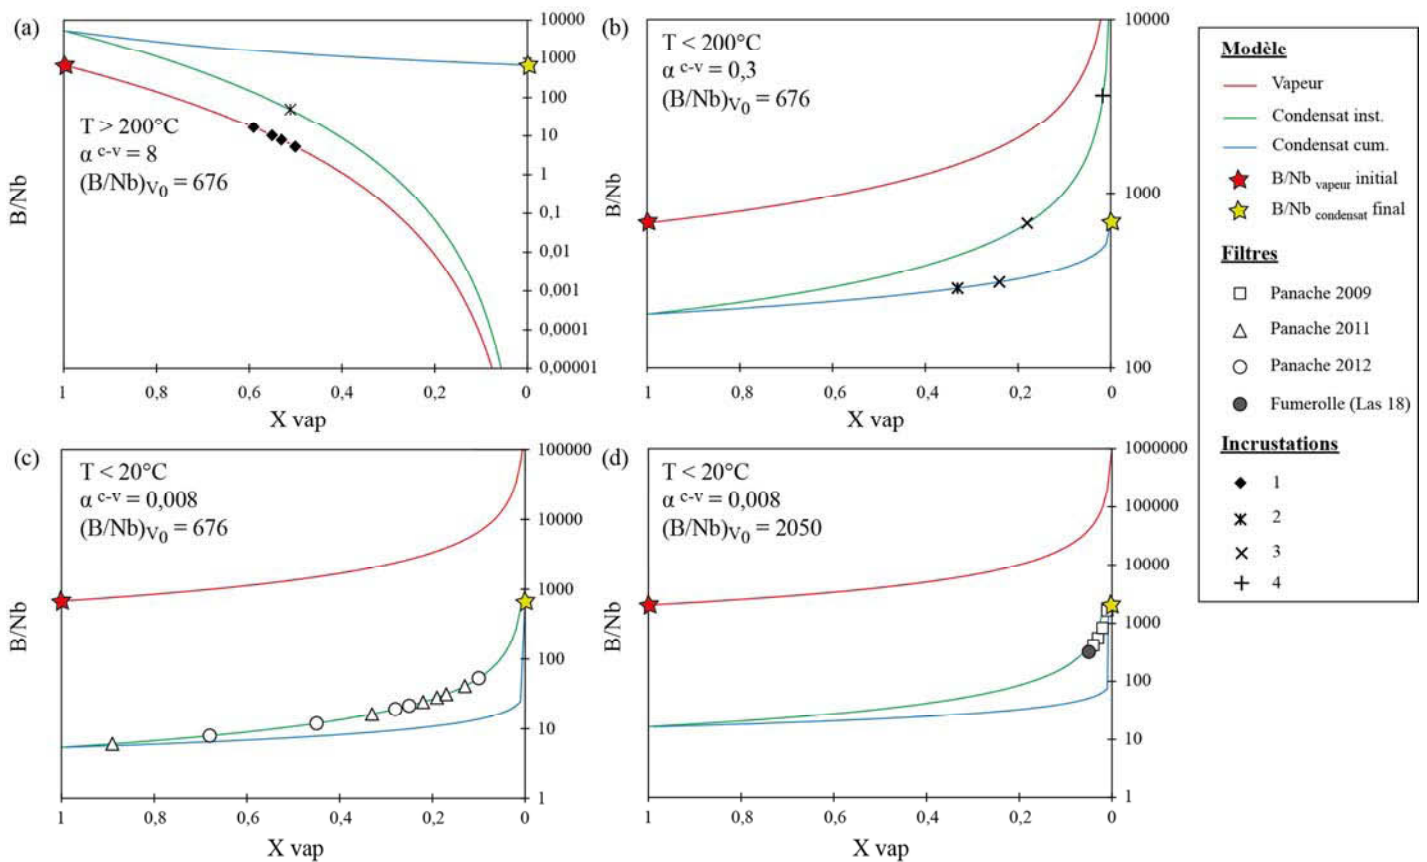 (a)
T > 200°C
α c-v = 8
(B/Nb)V0 = 676
B/Nb
10000
1000
100
10
1
0,1
0,01
0,001
0,0001
0,00001
1
0,8
0,6
0,4
0,2
0
X vap
(b)
T < 200°C
α c-v = 0,3
(B/Nb)V0 = 676
B/Nb
10000
1000
100
1
0,8
0,6
0,4
0,2
0
X vap
(c)
T < 20°C
α c-v = 0,008
(B/Nb)V0 = 676
B/Nb
100000
10000
1000
100
10
1
1
0,8
0,6
0,4
0,2
0
X vap
(d)
T < 20°C
α c-v = 0,008
(B/Nb)V0 = 2050
B/Nb
1000000
100000
10000
1000
100
10
1
1
0,8
0,6
0,4
0,2
0
X vap
Modèle
Vapeur
Condensat inst.
Condensat cum.
B/Nb vapeur initial
B/Nb condensat final
Filtres
Panache 2009
Panache 2011
Panache 2012
Fumerolle (Las 18)
Incrustations
1
2
3
4